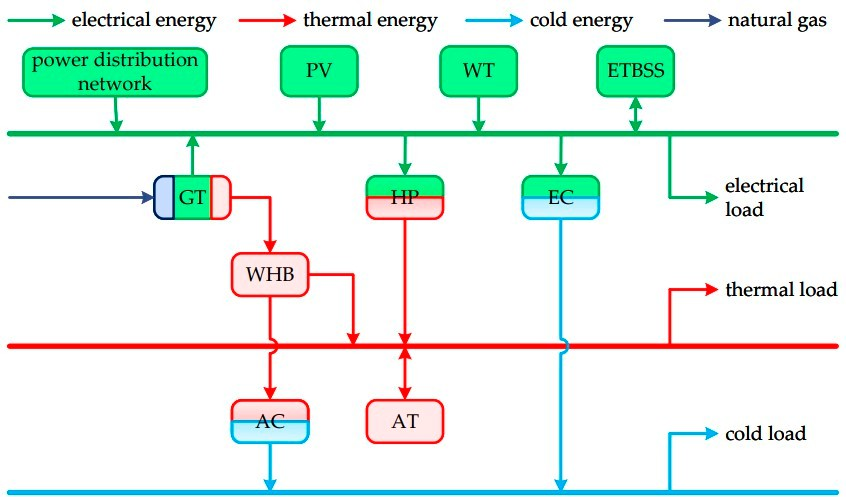 electrical energy
thermal energy
cold energy
natural gas
power distribution
network
PV
WT
ETBSS
GT
HP
EC
electrical
load
WHB
thermal load
AC
AT
cold load